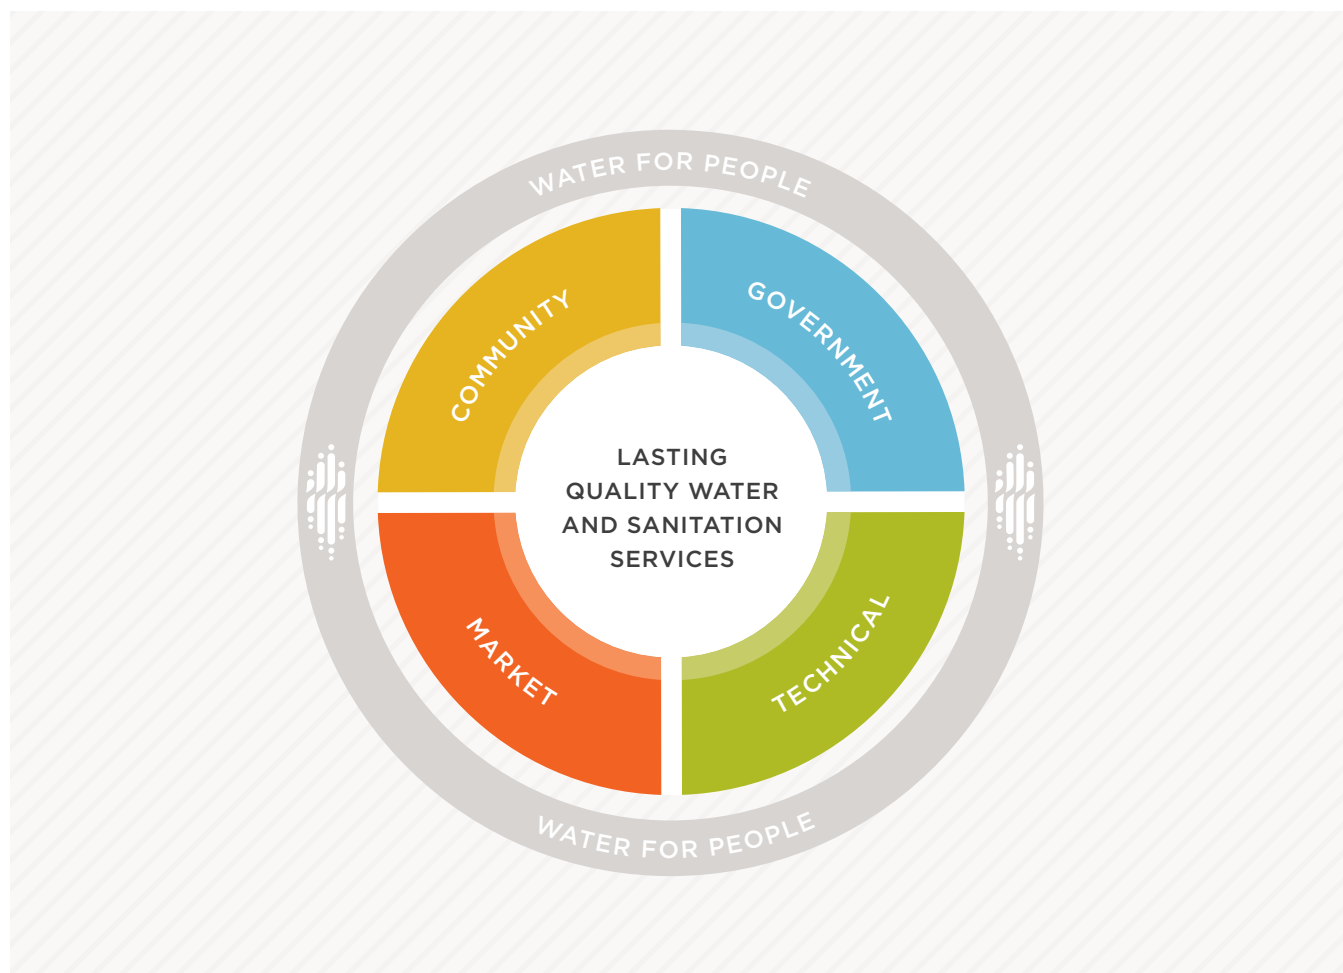 WATER FOR PEOPLE
COMMUNITY
GOVERNMENT
LASTING
QUALITY WATER
AND SANITATION
SERVICES
MARKET
TECHNICAL
WATER FOR PEOPLE